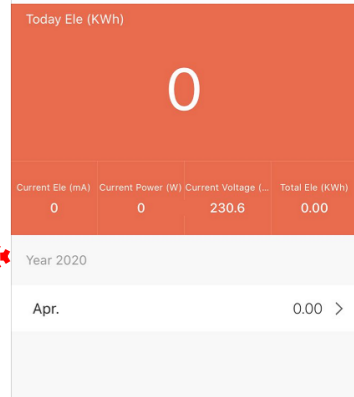 Today Ele (KWh)
0
Current Ele (mA) Current Power (W) Current Voltage (... Total Ele (KWh)
0 0 230.6 0.00
Year 2020
Apr. 0.00 >